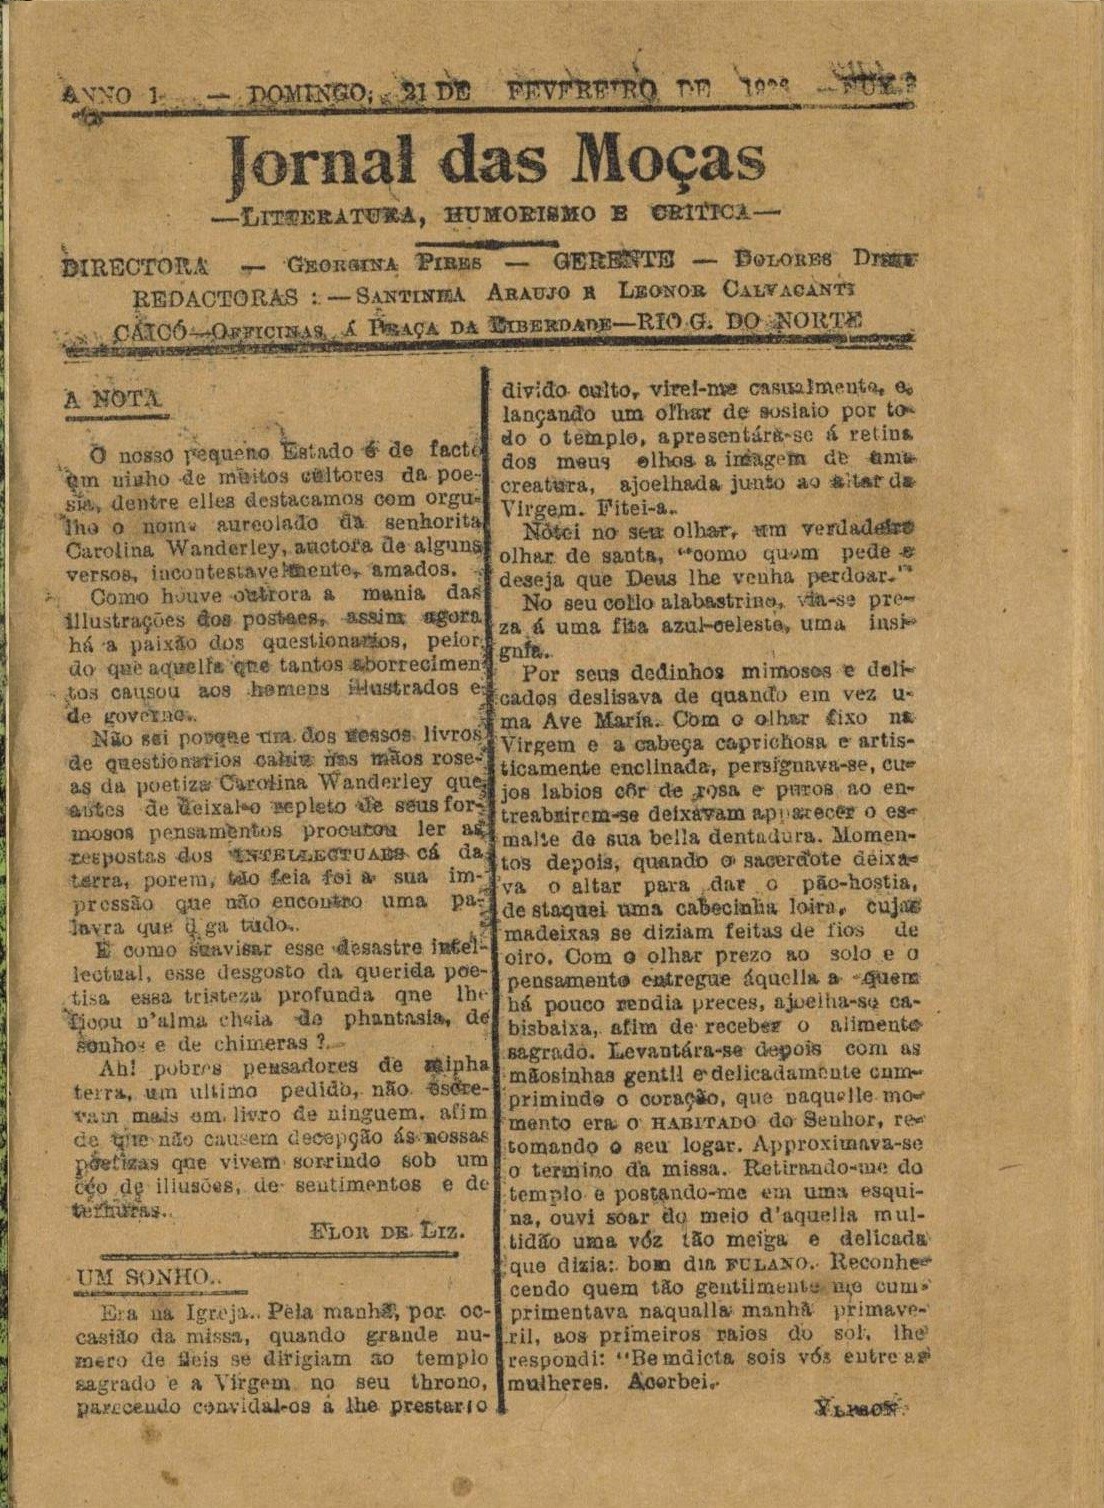 ANNO 1 — DOMINGO, 21 DE FEVEREIRO DE
Jornal das Moças
—LITTERATURA, HUMORISMO E CRITICA—
DIRECTORA — GEORGINA PIRES — GERENTE — DOLORES
REDACTORAS : — SANTINHA ARAUJO E LEONOR CALVACANTI
CAICÓ—OFFICINAS, Á PRAÇA DA LIBERDADE—RIO G. DO NORTE
A NOTA
O nosso pequeno Estado é de facto
um ninho de muitos cultores da poe-
sia, dentre elles destacamos com orgu-
lho o nome aureolado da senhorita
Carolina Wanderley, auctora de alguns
versos, incontestavelmente, amados.
Como houve outrora a mania das
illustrações dos postaes, assim agora
há a paixão dos questionarios, peior
do que aquella que tantos aborrecimen
tos causou aos homens illustrados e
de governo.
Não sei porque um dos nossos livros
de questionarios cahiu nas mãos rose-
as da poetiza Carolina Wanderley que
antes de deixal-o repleto de seus for-
mosos pensamentos procurou ler as
respostas dos INTELLECTUAES cá da
terra, porem, tão feia foi a sua im-
pressão que não encontro uma pa-
lavra que diga tudo.
E como suavisar esse desastre intel-
lectual, esse desgosto da querida poe-
tisa essa tristeza profunda qne lhe
ficou n'alma cheia de phantasia, de
sonhos e de chimeras ?
Ah! pobres pensadores de minha
terra, um ultimo pedido, não escre-
vam mais em livro de ninguem, afim
de que não causem decepção ás nossas
poetizas que vivem sorrindo sob um
céo de illusões, de sentimentos e de
ternuras.
FLOR DE LIZ.
UM SONHO..
Era na Igreja.. Pela manhã, por oc-
casião da missa, quando grande nu-
mero de fieis se dirigiam ao templo
sagrado e a Virgem no seu throno,
parecendo convidal-os á lhe prestar o
divido culto, virei-me casualmente, e,
lançando um olhar de soslaio por to-
do o templo, apresentára-se á retina
dos meus olhos a imagem de uma
creatura, ajoelhada junto ao altar da
Virgem. Fitei-a.
Notei no seu olhar, um verdadeiro
olhar de santa, "como quem pede e
deseja que Deus lhe venha perdoar."
No seu collo alabastrino, via-se pre-
za á uma fita azul-celeste, uma insi-
gnia.
Por seus dedinhos mimosos e deli-
cados deslisava de quando em vez u-
ma Ave Maria. Com o olhar fixo na
Virgem e a cabeça caprichosa e artis-
ticamente enclinada, persignava-se, cu-
jos labios côr de rosa e puros ao en-
treabrirem-se deixavam apparecer o es-
malte de sua bella dentadura. Momen-
tos depois, quando o sacerdote deixa-
va o altar para dar o pão-hostia,
destaquei uma cabecinha loira, cujas
madeixas se diziam feitas de fios de
oiro. Com o olhar prezo ao solo e o
pensamento entregue áquella a quem
há pouco rendia preces, ajoelha-se ca-
bisbaixa, afim de receber o alimento
sagrado. Levantára-se depois com as
mãosinhas gentil e delicadamente cum-
primindo o coração, que naquelle mo-
mento era o HABITADO do Senhor, re-
tomando o seu logar. Approximava-se
o termino da missa. Retirando-me do
templo e postando-me em uma esqui-
na, ouvi soar do meio d'aquella mul-
tidão uma vóz tão meiga e delicada
que dizia: bom dia FULANO. Reconhe-
cendo quem tão gentilmente me cum-
primentava naqualla manhã primave-
ril, aos primeiros raios do sol, lhe
respondi: "Bemdicta sois vós entre as
mulheres. Acorbei.